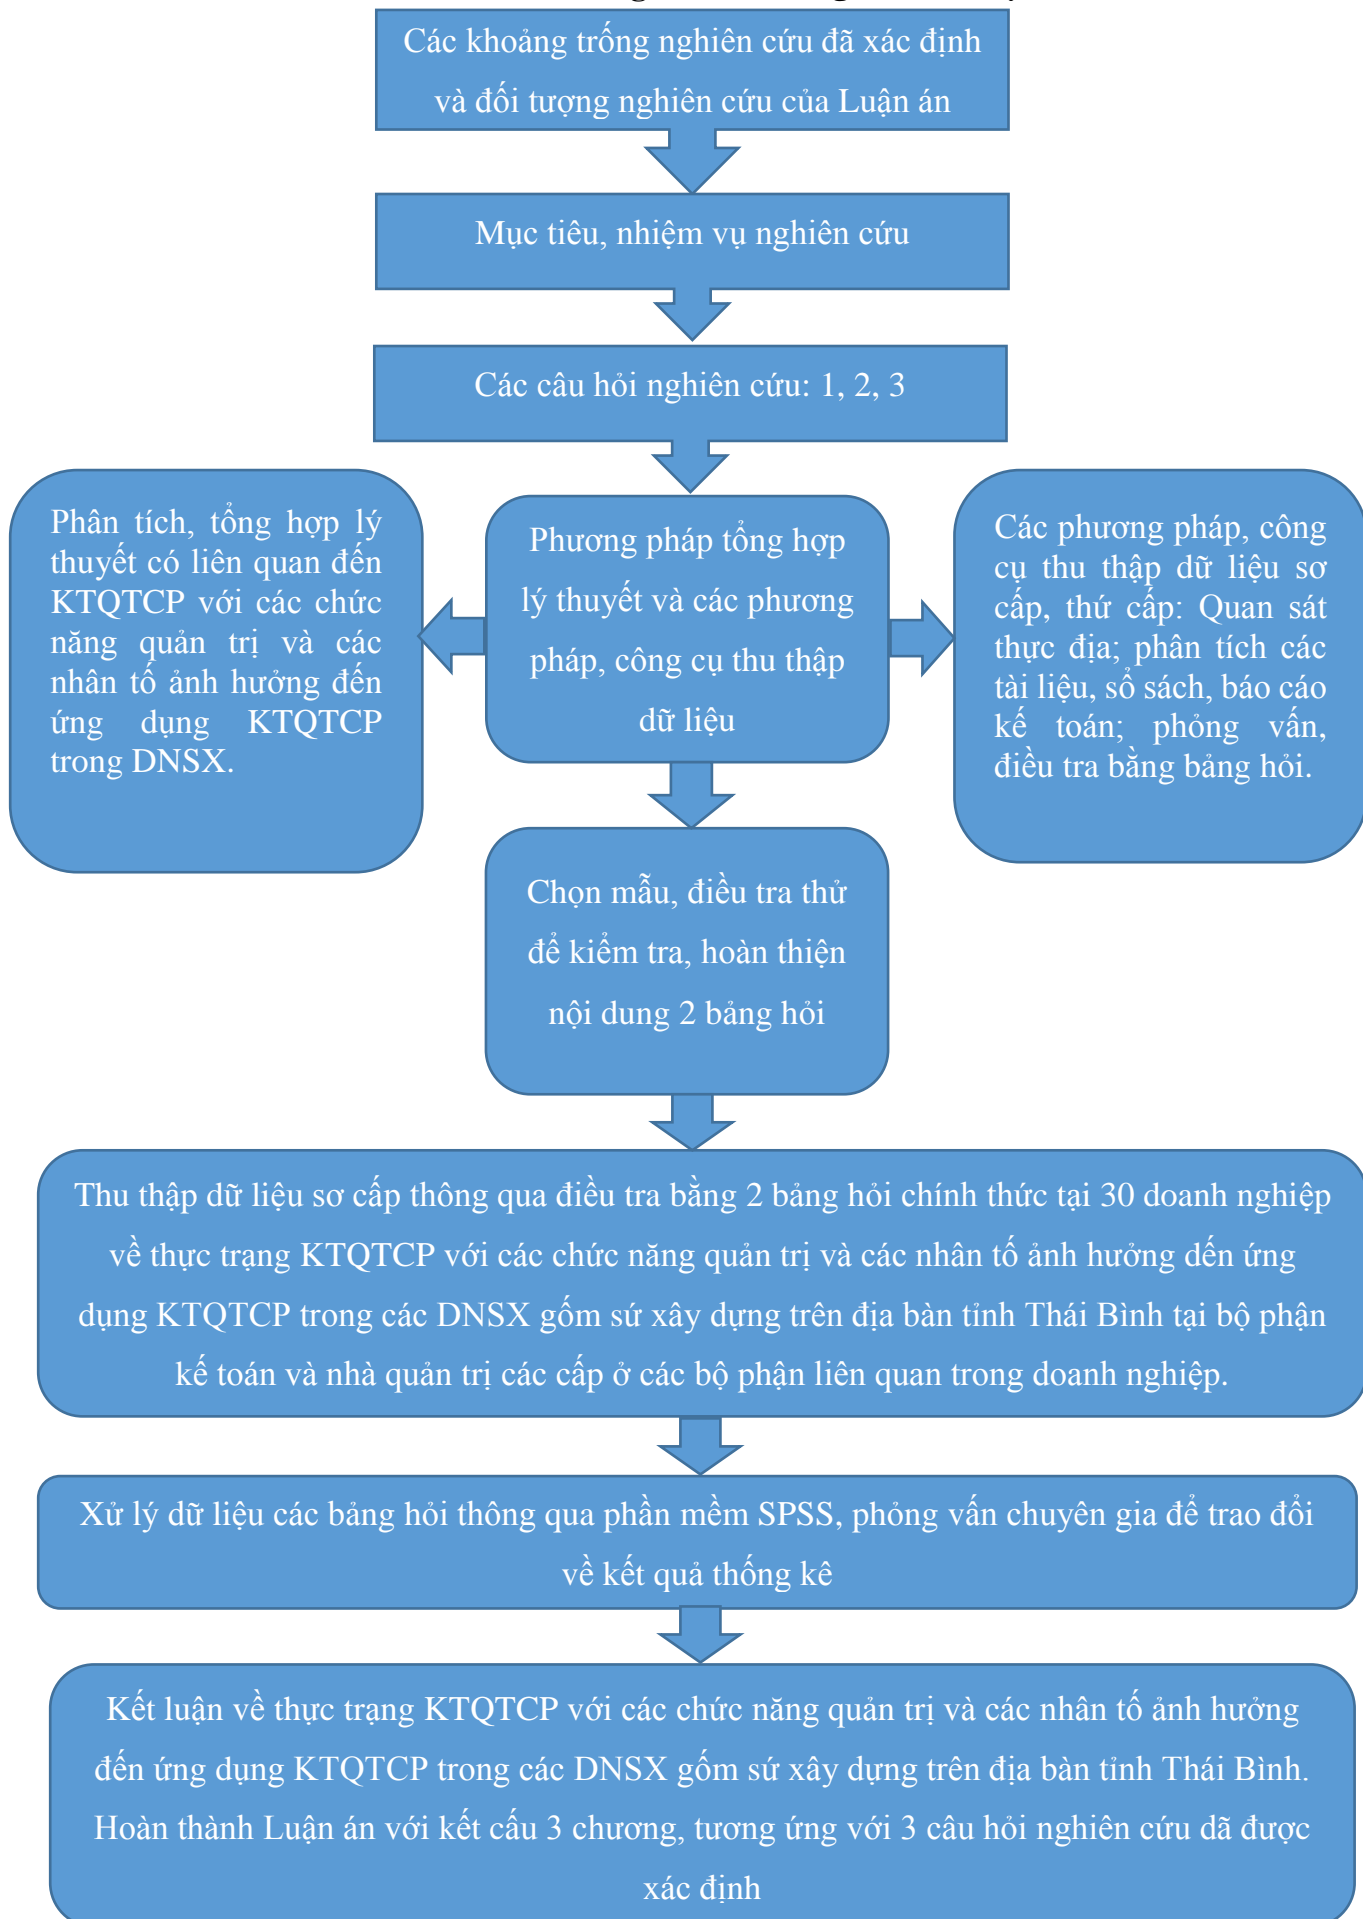 Các khoảng trống nghiên cứu đã xác định
và đối tượng nghiên cứu của Luận án
Mục tiêu, nhiệm vụ nghiên cứu
Các câu hỏi nghiên cứu: 1, 2, 3
Phân tích, tổng hợp lý
thuyết có liên quan đến
KTQTCP với các chức
năng quản trị và các
nhân tố ảnh hưởng đến
ứng dụng KTQTCP
trong DNSX.
Phương pháp tổng hợp
lý thuyết và các phương
pháp, công cụ thu thập
dữ liệu
Các phương pháp, công
cụ thu thập dữ liệu sơ
cấp, thứ cấp: Quan sát
thực địa; phân tích các
tài liệu, sổ sách, báo cáo
kế toán; phỏng vấn,
điều tra bằng bảng hỏi.
Chọn mẫu, điều tra thử
để kiểm tra, hoàn thiện
nội dung 2 bảng hỏi
Thu thập dữ liệu sơ cấp thông qua điều tra bằng 2 bảng hỏi chính thức tại 30 doanh nghiệp
về thực trạng KTQTCP với các chức năng quản trị và các nhân tố ảnh hưởng dến ứng
dụng KTQTCP trong các DNSX gốm sứ xây dựng trên địa bàn tỉnh Thái Bình tại bộ phận
kế toán và nhà quản trị các cấp ở các bộ phận liên quan trong doanh nghiệp.
Xử lý dữ liệu các bảng hỏi thông qua phần mềm SPSS, phỏng vấn chuyên gia để trao đổi
về kết quả thống kê
Kết luận về thực trạng KTQTCP với các chức năng quản trị và các nhân tố ảnh hưởng
đến ứng dụng KTQTCP trong các DNSX gốm sứ xây dựng trên địa bàn tỉnh Thái Bình.
Hoàn thành Luận án với kết cấu 3 chương, tương ứng với 3 câu hỏi nghiên cứu dã được
xác định